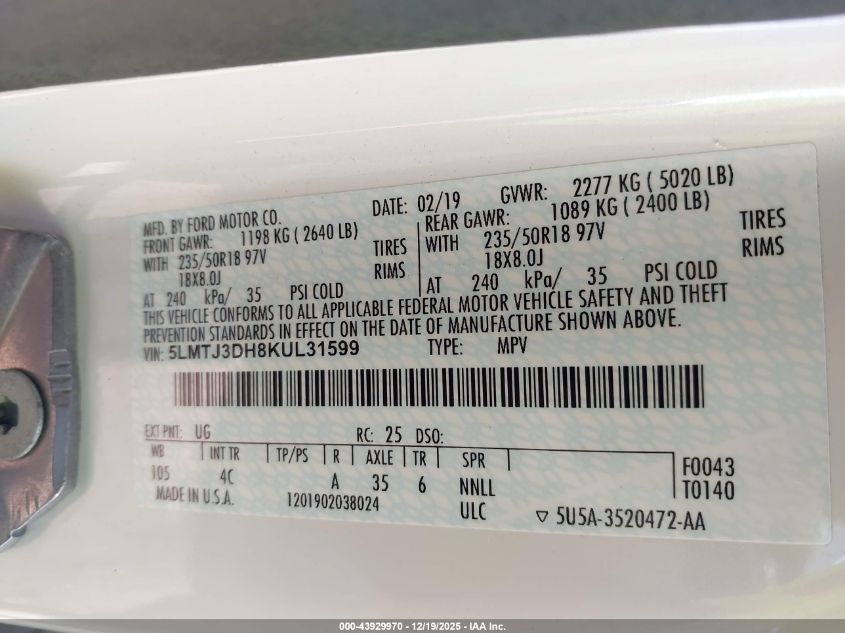 MFD. BY FORD MOTOR CO. DATE: 02/19 GVWR: 2277 KG ( 5020 LB)
FRONT GAWR: 1198 KG ( 2640 LB) REAR GAWR: 1089 KG ( 2400 LB)
WITH 235/50R18 97V TIRES WITH 235/50R18 97V TIRES
18X8.0J RIMS 18X8.0J RIMS
AT 240 kPa/ 35 PSI COLD AT 240 kPa/ 35 PSI COLD
THIS VEHICLE CONFORMS TO ALL APPLICABLE FEDERAL MOTOR VEHICLE SAFETY AND THEFT
PREVENTION STANDARDS IN EFFECT ON THE DATE OF MANUFACTURE SHOWN ABOVE.
VIN: 5LMTJ3DH8KUL31599 TYPE: MPV
EXT PNT: UG RC: 25 DSO:
WB INT TR TP/PS R AXLE TR SPR F0043
105 4C A 35 6 NNLL T0140
MADE IN U.S.A. 1201902038024 ULC ▽ 5U5A-3520472-AA
000-43929970 - 12/19/2025 - IAA Inc.